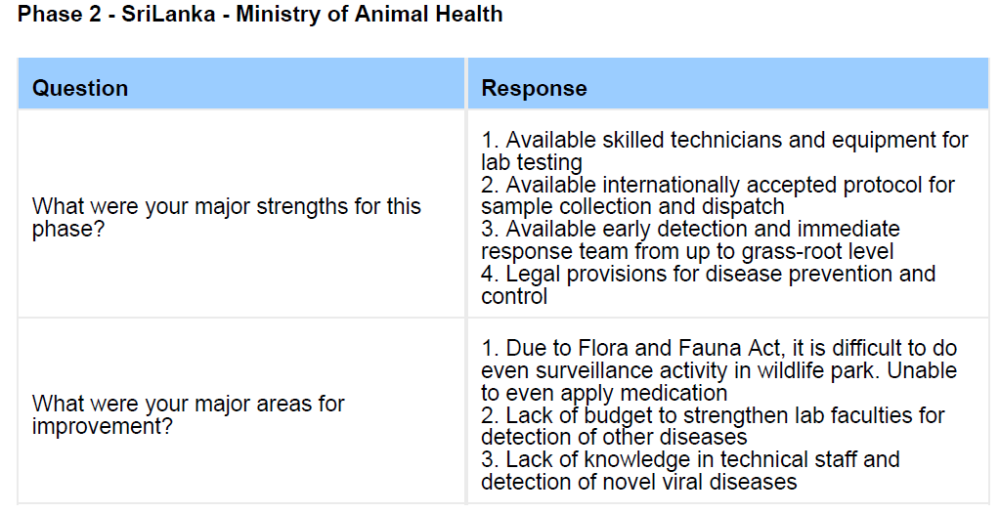 Phase 2 - SriLanka - Ministry of Animal Health
Question
Response
What were your major strengths for this
phase?
1. Available skilled technicians and equipment for
lab testing
2. Available internationally accepted protocol for
sample collection and dispatch
3. Available early detection and immediate
response team from up to grass-root level
4. Legal provisions for disease prevention and
control
What were your major areas for
improvement?
1. Due to Flora and Fauna Act, it is difficult to do
even surveillance activity in wildlife park. Unable
to even apply medication
2. Lack of budget to strengthen lab faculties for
detection of other diseases
3. Lack of knowledge in technical staff and
detection of novel viral diseases